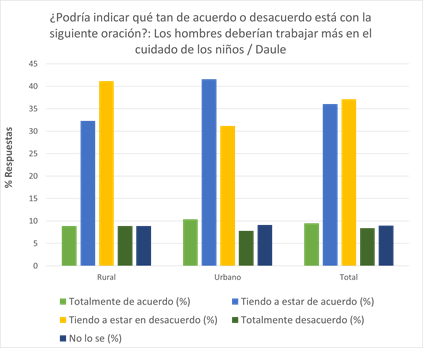 ¿Podría indicar qué tan de acuerdo o desacuerdo está con la
siguiente oración?: Los hombres deberían trabajar más en el
cuidado de los niños / Daule
45
40
35
30
25
20
15
10
5
0
% Respuestas
Rural Urbano Total
Totalmente de acuerdo (%) Tiendo a estar de acuerdo (%)
Tiendo a estar en desacuerdo (%) Totalmente desacuerdo (%)
No lo se (%)